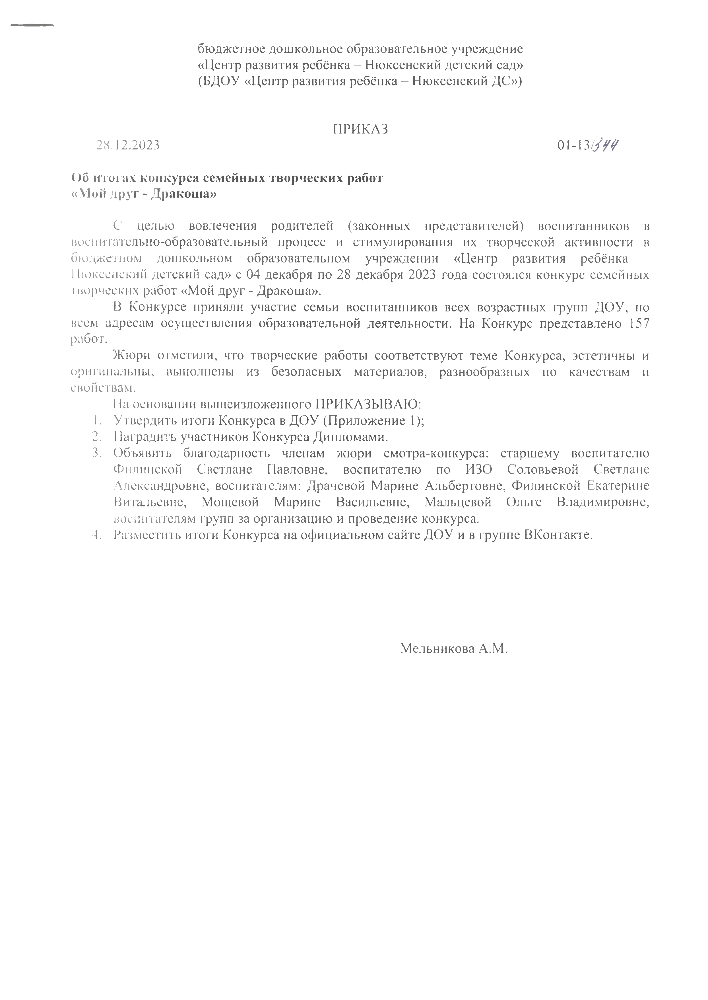 бюджетное дошкольное образовательное учреждение
«Центр развития ребёнка – Нюксенский детский сад»
(БДОУ «Центр развития ребёнка – Нюксенский ДС»)
ПРИКАЗ
28.12.2023 01-13/344
Об итогах конкурса семейных творческих работ
«Мой друг - Дракоша»
С целью вовлечения родителей (законных представителей) воспитанников в
воспитательно-образовательный процесс и стимулирования их творческой активности в
бюджетном дошкольном образовательном учреждении «Центр развития ребёнка
Нюксенский детский сад» с 04 декабря по 28 декабря 2023 года состоялся конкурс семейных
творческих работ «Мой друг - Дракоша».
В Конкурсе приняли участие семьи воспитанников всех возрастных групп ДОУ, по
всем адресам осуществления образовательной деятельности. На Конкурс представлено 157
работ.
Жюри отметили, что творческие работы соответствуют теме Конкурса, эстетичны и
оригинальны, выполнены из безопасных материалов, разнообразных по качествам и
свойствам.
На основании вышеизложенного ПРИКАЗЫВАЮ:
1. Утвердить итоги Конкурса в ДОУ (Приложение 1);
2. Наградить участников Конкурса Дипломами.
3. Объявить благодарность членам жюри смотра-конкурса: старшему воспитателю
Филинской Светлане Павловне, воспитателю по ИЗО Соловьевой Светлане
Александровне, воспитателям: Драчевой Марине Альбертовне, Филинской Екатерине
Витальевне, Мощевой Марине Васильевне, Мальцевой Ольге Владимировне,
воспитателям групп за организацию и проведение конкурса.
4. Разместить итоги Конкурса на официальном сайте ДОУ и в группе ВКонтакте.
Мельникова А.М.